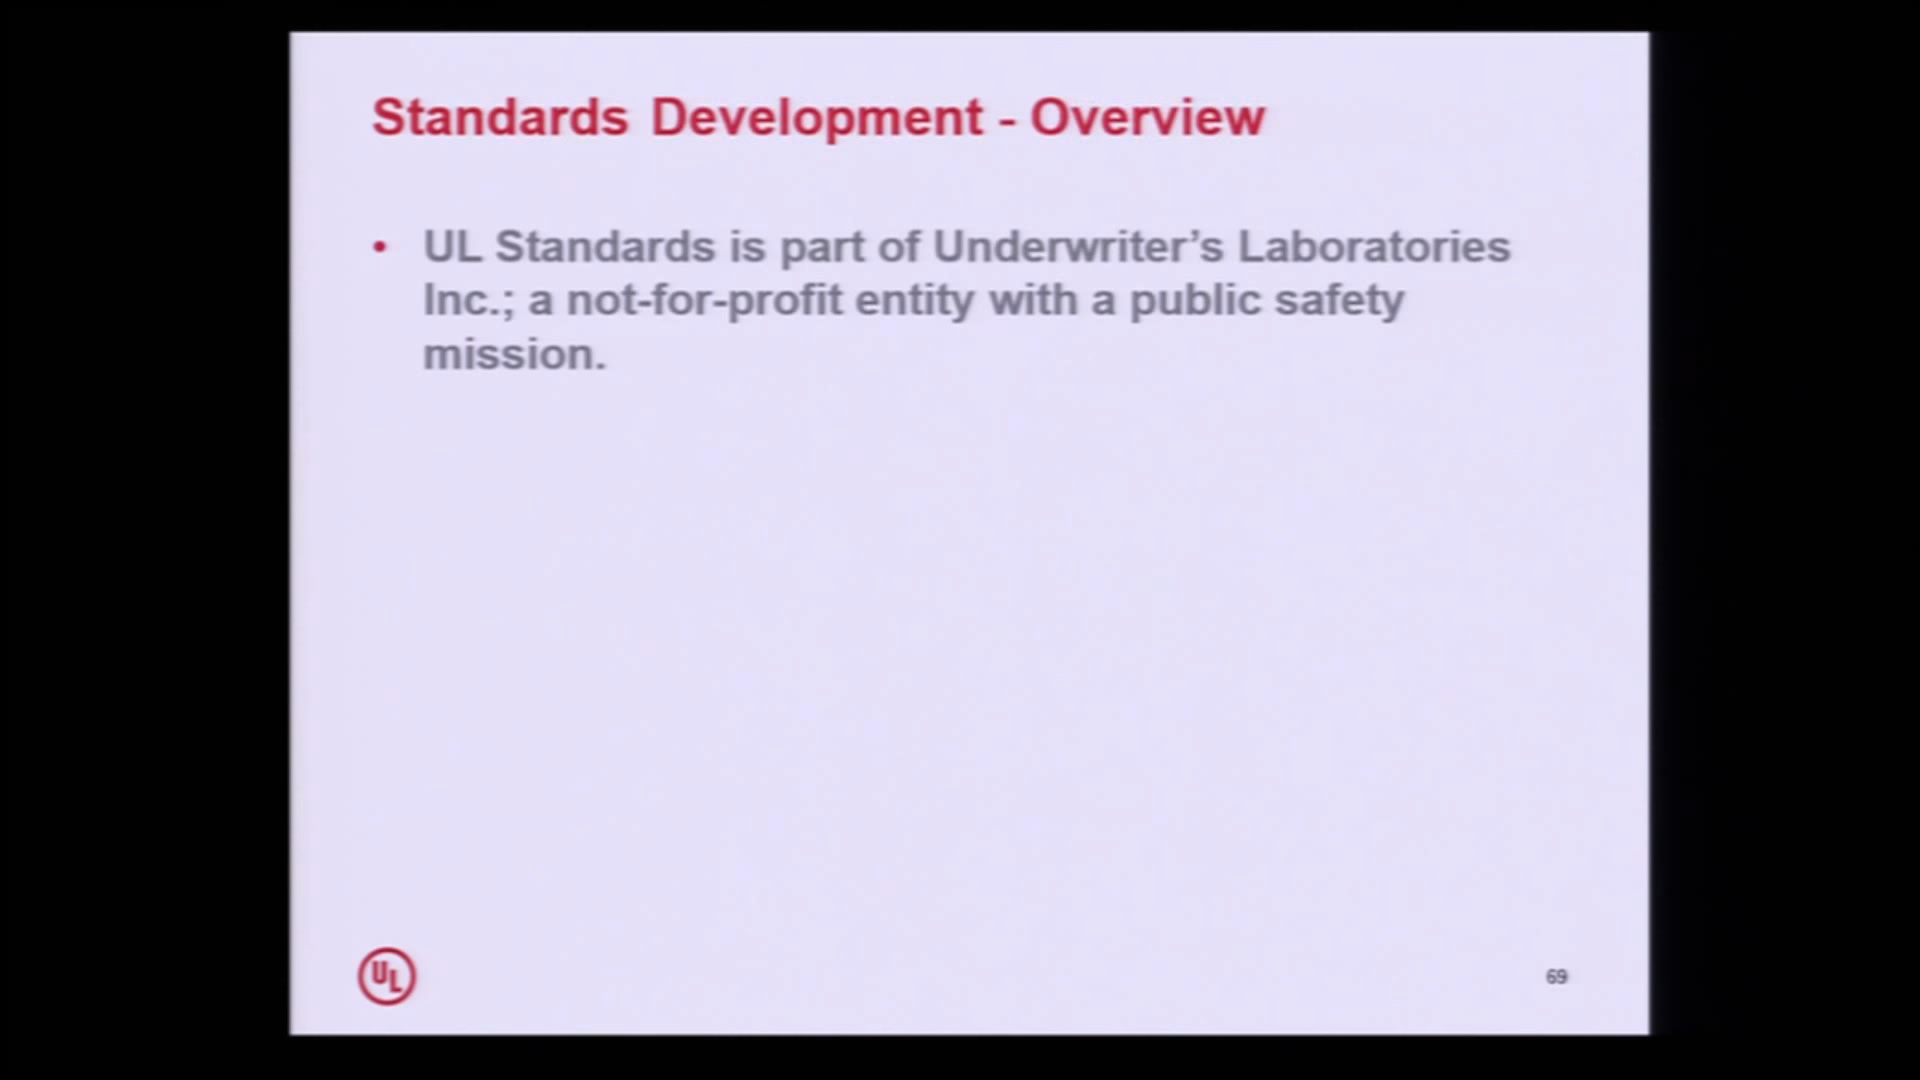 Standards Development - Overview
• UL Standards is part of Underwriter’s Laboratories
Inc.; a not-for-profit entity with a public safety
mission.
UL
69